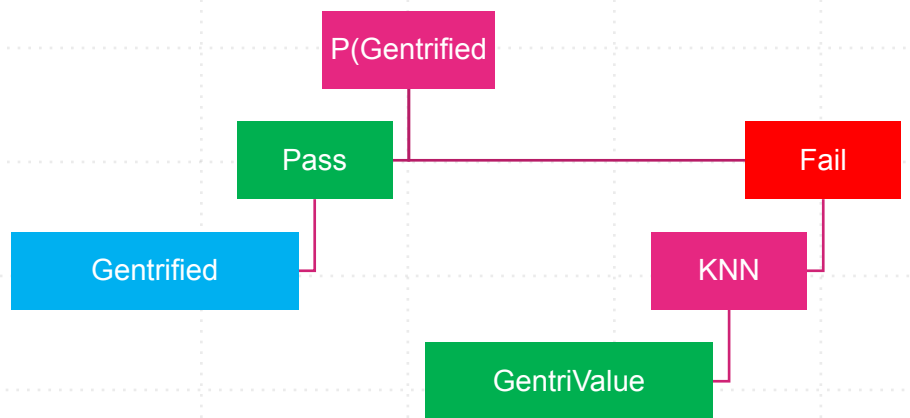 P(Gentrified
Pass
Fail
Gentrified
KNN
GentriValue